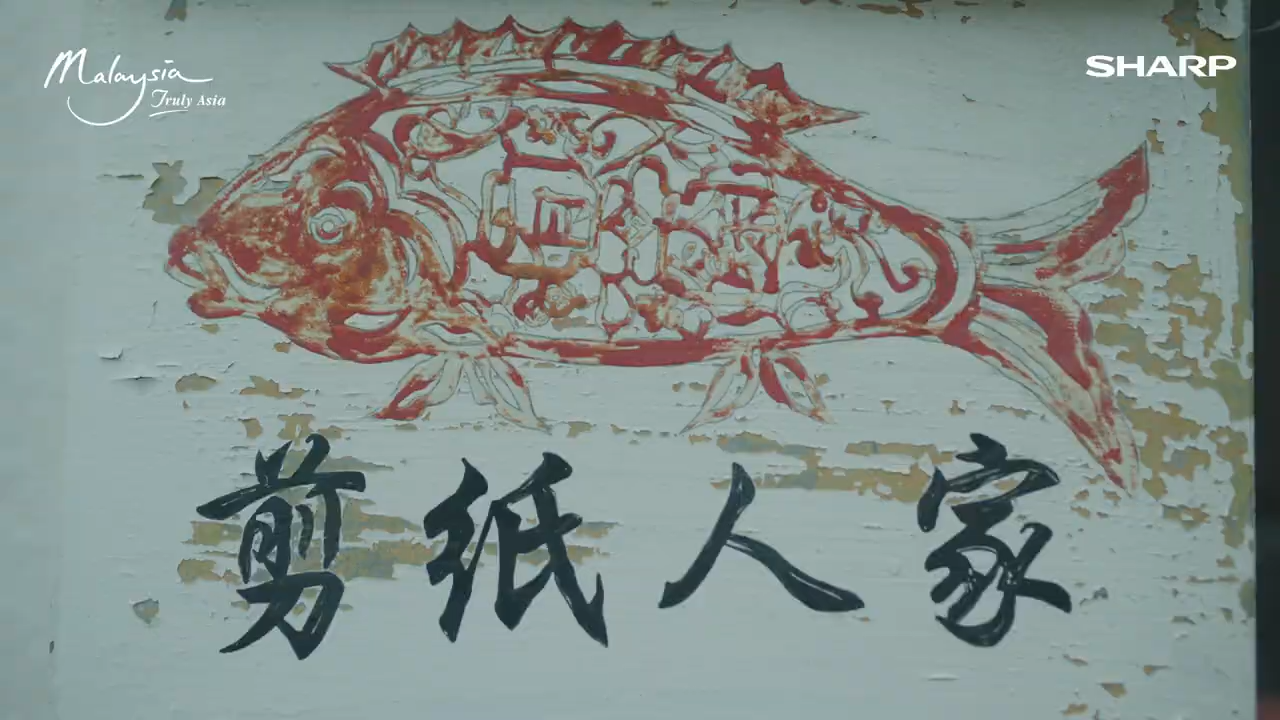 Malaysia
Truly Asia
SHARP
剪纸人家